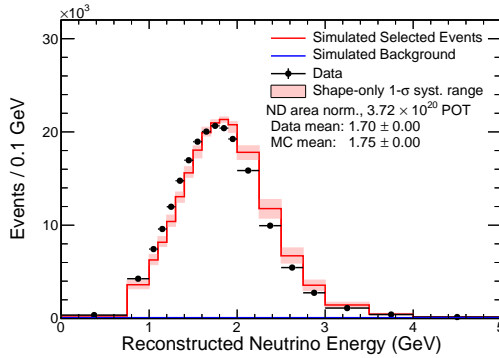 30×10³
Simulated Selected Events
Simulated Background
Data
Shape-only 1-σ syst. range
ND area norm., 3.72 × 10²⁰ POT
Data mean: 1.70 ± 0.00
MC mean: 1.75 ± 0.00
20
10
0
Events / 0.1 GeV
0 1 2 3 4 5
Reconstructed Neutrino Energy (GeV)